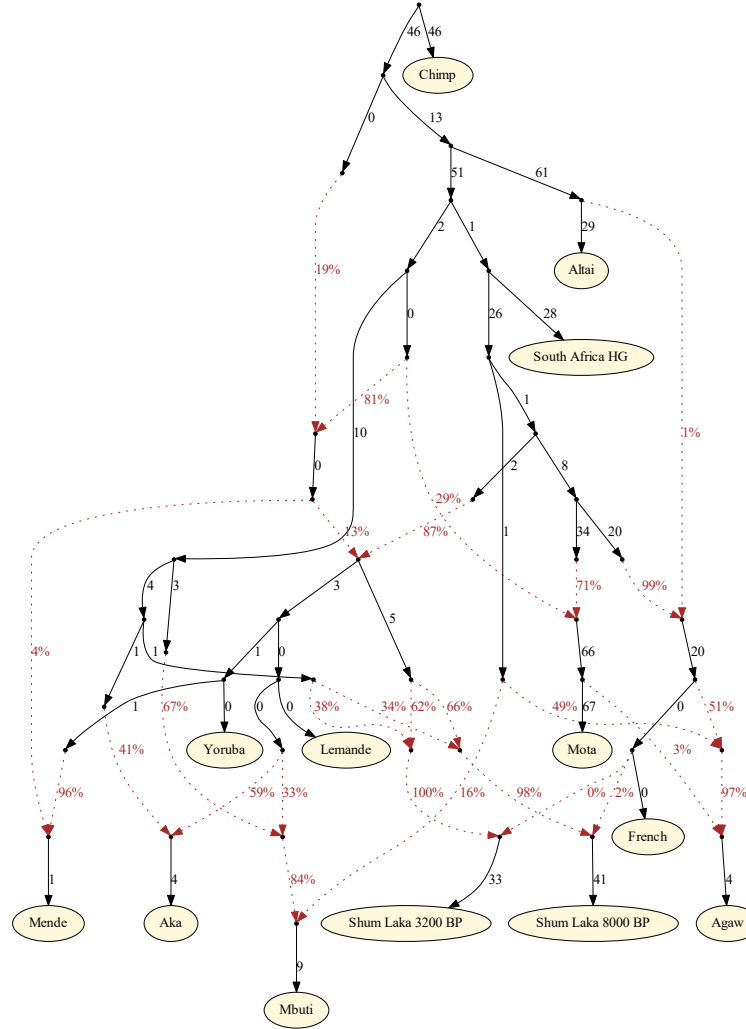 46 46
Chimp
0 13
51 61
2 1 29
19% Altai
0 26 28
South Africa HG
81% 1
10 1%
0 2 8
29%
13% 87% 1 34 20
4 3 3 71% 99%
5
4% 1 1 1 0 66 20
1 67% 0 0 0 38% 34% 62% 66% 49% 67 0 51%
Yoruba Lemande Mota
96% 41% 59% 33% 100% 16% 98% 0% 2% 3% 97%
0
French
1 4 84% 33 41 4
Mende Aka Shum Laka 3200 BP Shum Laka 8000 BP Agaw
9
Mbuti